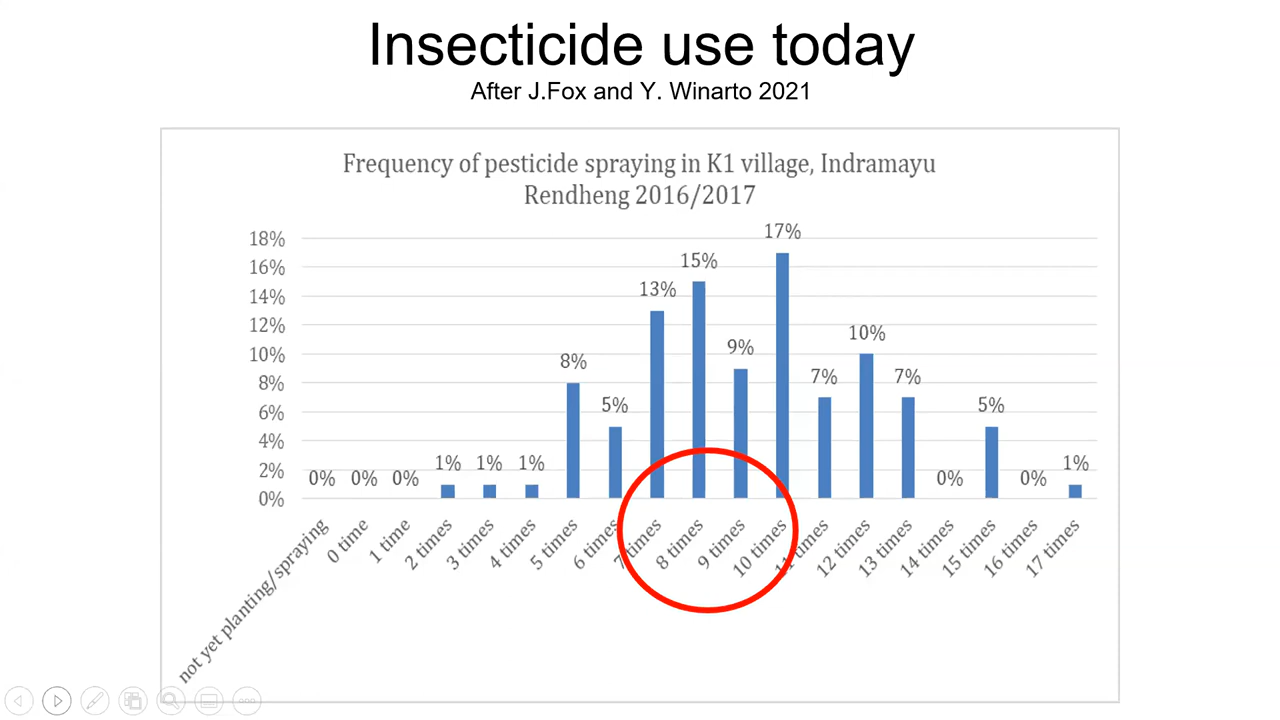 Insecticide use today
After J.Fox and Y. Winarto 2021
Frequency of pesticide spraying in K1 village, Indramayu
Rendheng 2016/2017
18%
16%
14%
12%
10%
8%
6%
4%
2%
0%
0%
0%
0%
1%
1%
1%
8%
5%
13%
15%
9%
17%
7%
10%
7%
0%
5%
0%
1%
not yet planting/spraying
0 time
1 time
2 times
3 times
4 times
5 times
6 times
7 times
8 times
9 times
10 times
11 times
12 times
13 times
14 times
15 times
16 times
17 times